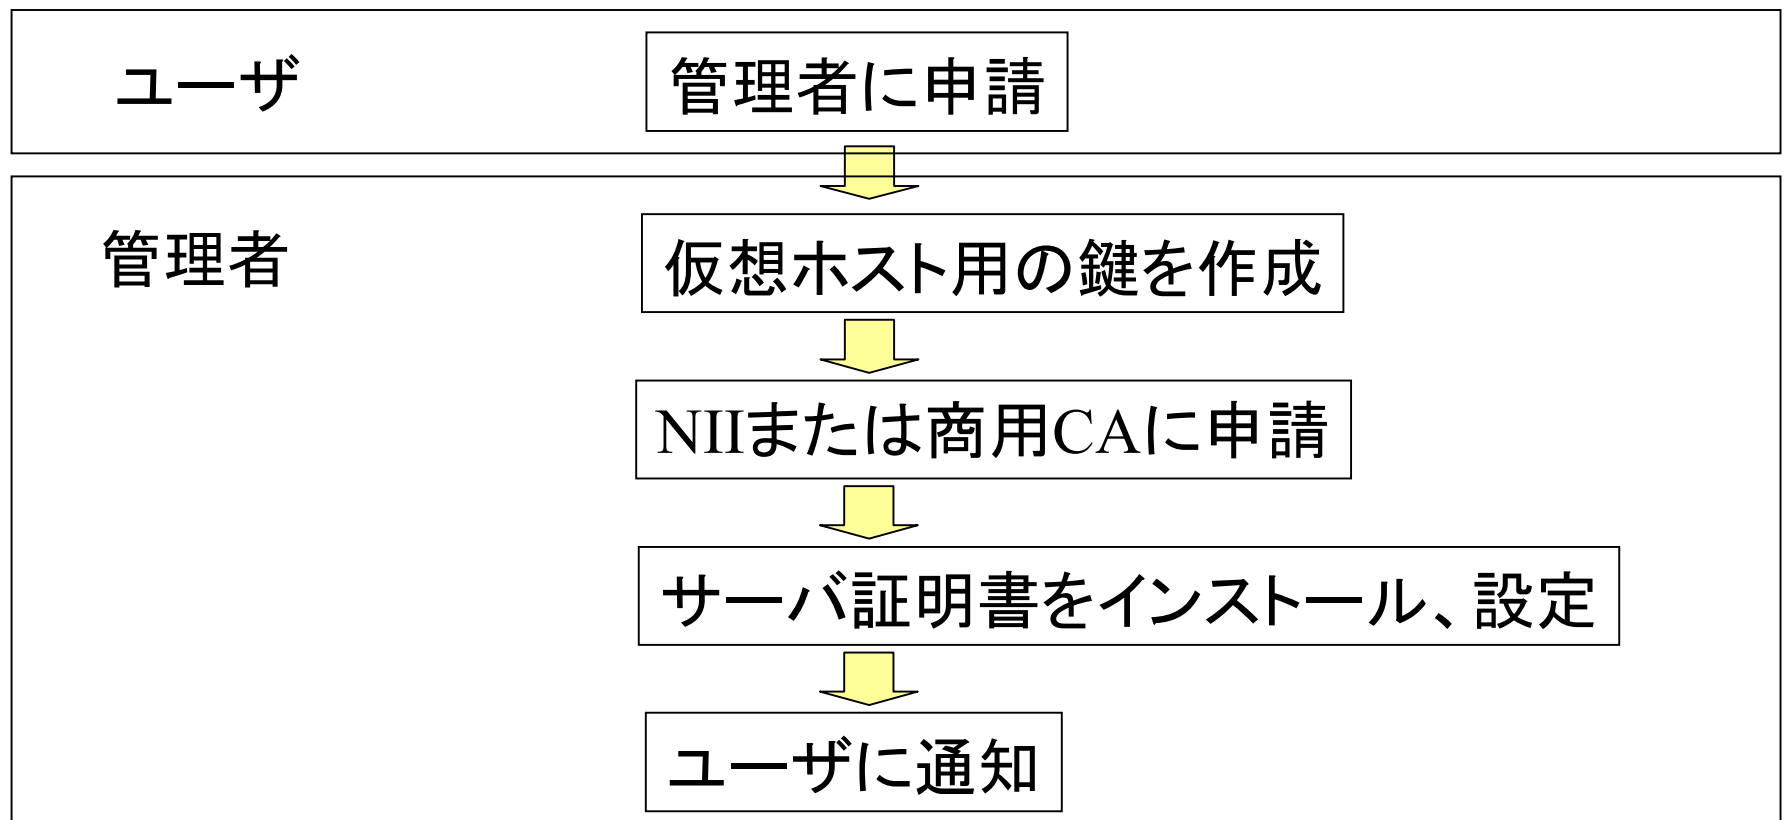 ユーザ
管理者に申請
管理者
仮想ホスト用の鍵を作成
NIIまたは商用CAに申請
サーバ証明書をインストール、設定
ユーザに通知